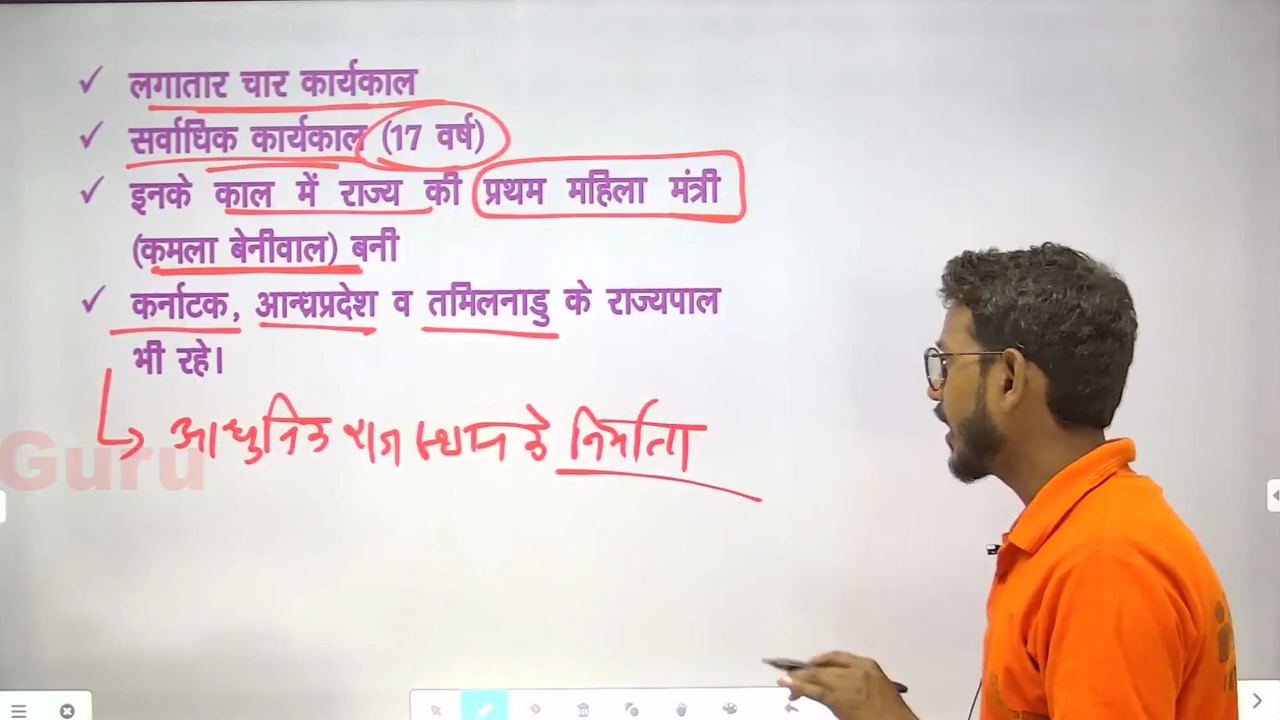 ✓ लगातार चार कार्यकाल
✓ सर्वाधिक कार्यकाल (17 वर्ष)
✓ इनके काल में राज्य की प्रथम महिला मंत्री
(कमला बेनीवाल) बनी
✓ कर्नाटक, आन्ध्रप्रदेश व तमिलनाडु के राज्यपाल
भी रहे।
आधुनिक राजस्थान के निर्माता
Guru